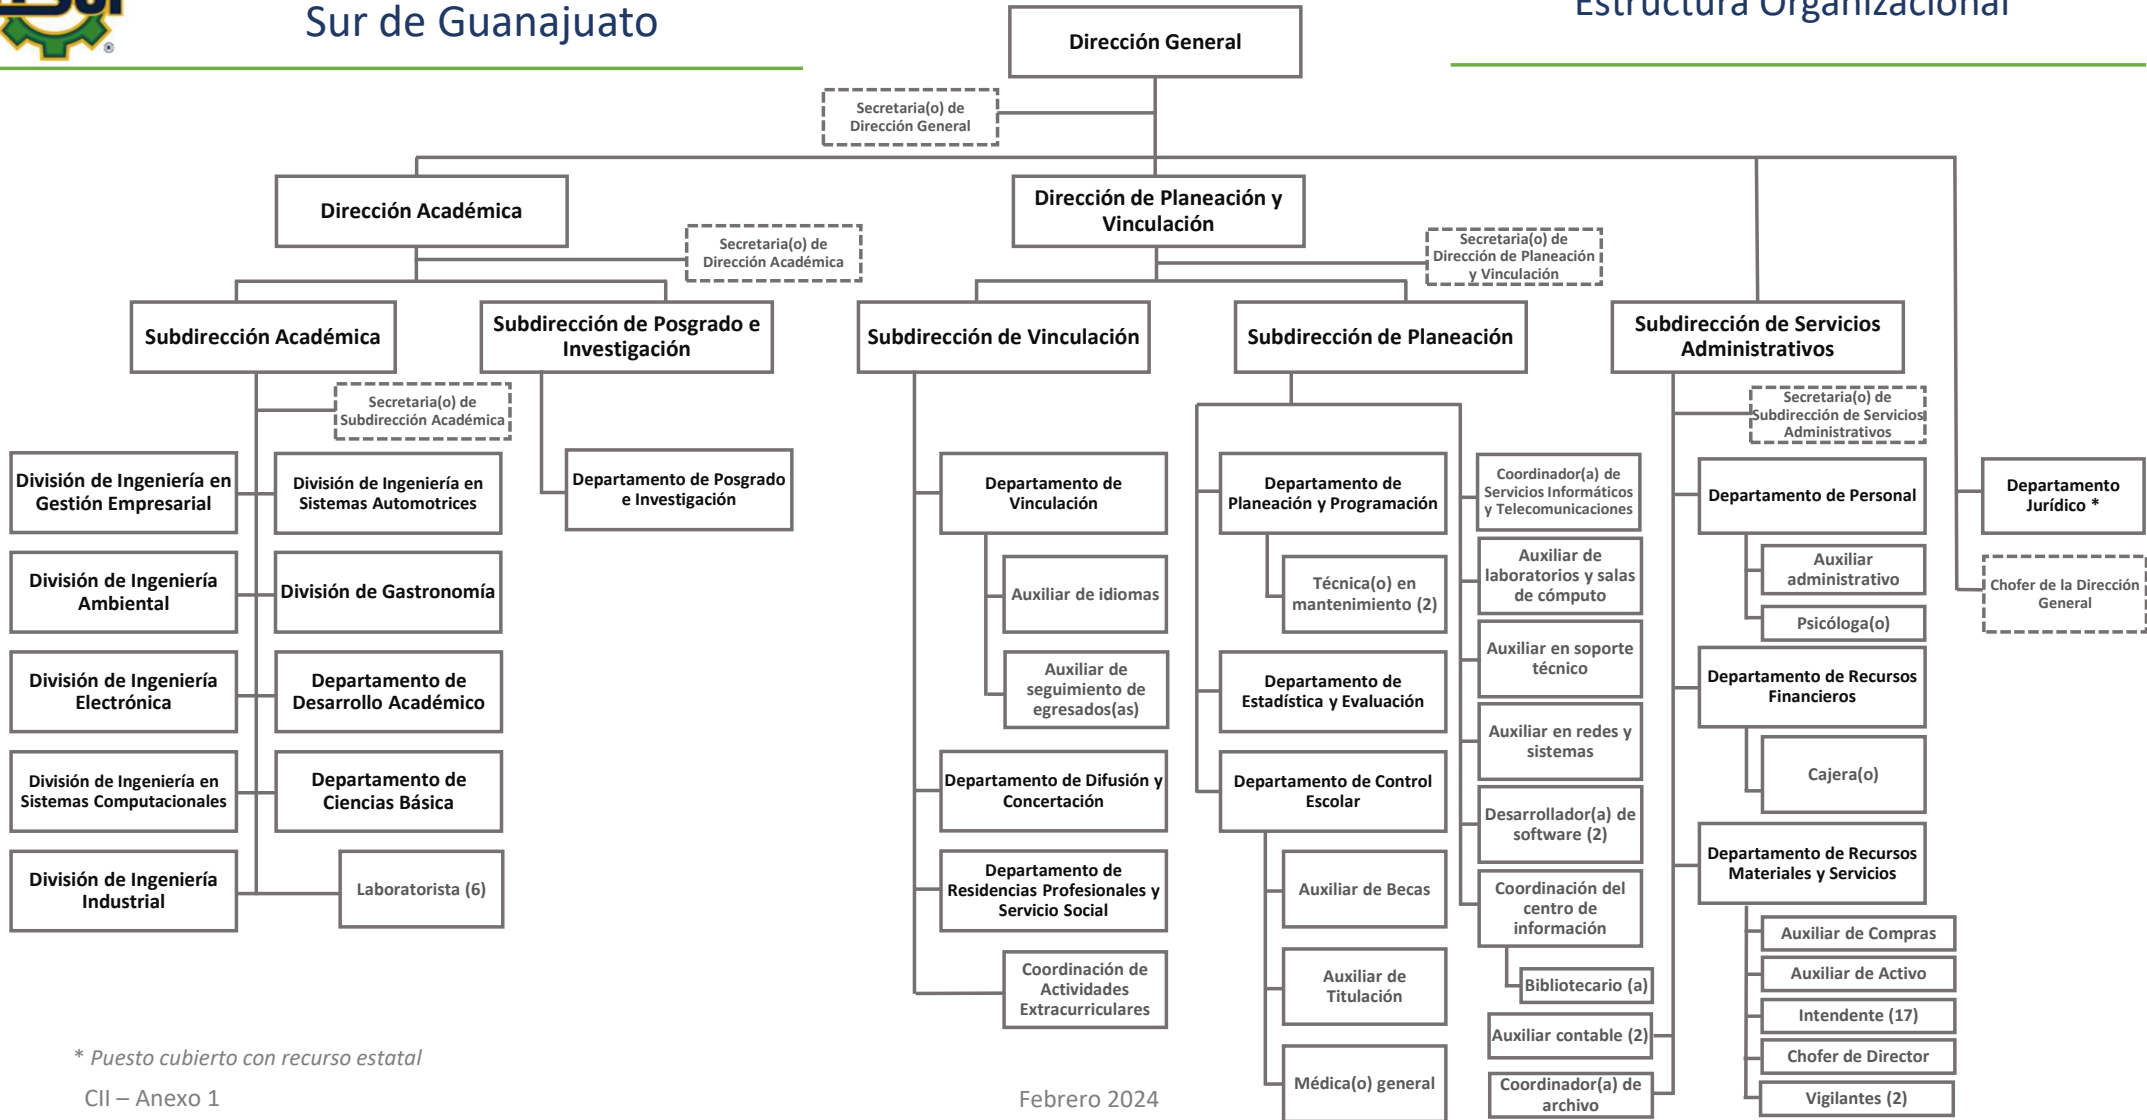 Sur de Guanajuato
Estructura Organizacional
Dirección General
Secretaria(o) de
Dirección General
Dirección Académica
Dirección de Planeación y
Vinculación
Secretaria(o) de
Dirección Académica
Secretaria(o) de
Dirección de Planeación
y Vinculación
Subdirección Académica
Subdirección de Posgrado e
Investigación
Subdirección de Vinculación
Subdirección de Planeación
Subdirección de Servicios
Administrativos
Secretaria(o) de
Subdirección Académica
Secretaria(o) de
Subdirección de Servicios
Administrativos
División de Ingeniería en
Gestión Empresarial
División de Ingeniería en
Sistemas Automotrices
División de Ingeniería
Ambiental
División de Gastronomía
División de Ingeniería
Electrónica
Departamento de
Desarrollo Académico
División de Ingeniería en
Sistemas Computacionales
Departamento de
Ciencias Básica
División de Ingeniería
Industrial
Laboratorista (6)
Departamento de Posgrado
e Investigación
Departamento de
Vinculación
Auxiliar de idiomas
Auxiliar de
seguimiento de
egresados(as)
Departamento de Difusión y
Concertación
Departamento de
Residencias Profesionales y
Servicio Social
Coordinación de
Actividades
Extracurriculares
Departamento de
Planeación y Programación
Técnica(o) en
mantenimiento (2)
Departamento de
Estadística y Evaluación
Departamento de Control
Escolar
Auxiliar de Becas
Auxiliar de
Titulación
Médica(o) general
Coordinador(a) de
Servicios Informáticos
y Telecomunicaciones
Auxiliar de
laboratorios y salas
de cómputo
Auxiliar en soporte
técnico
Auxiliar en redes y
sistemas
Desarrollador(a) de
software (2)
Coordinación del
centro de
información
Bibliotecario (a)
Auxiliar contable (2)
Coordinador(a) de
archivo
Departamento de Personal
Auxiliar
administrativo
Psicóloga(o)
Departamento de Recursos
Financieros
Cajera(o)
Departamento de Recursos
Materiales y Servicios
Auxiliar de Compras
Auxiliar de Activo
Intendente (17)
Chofer de Director
Vigilantes (2)
Departamento
Jurídico *
Chofer de la Dirección
General
* Puesto cubierto con recurso estatal
CII – Anexo 1
Febrero 2024